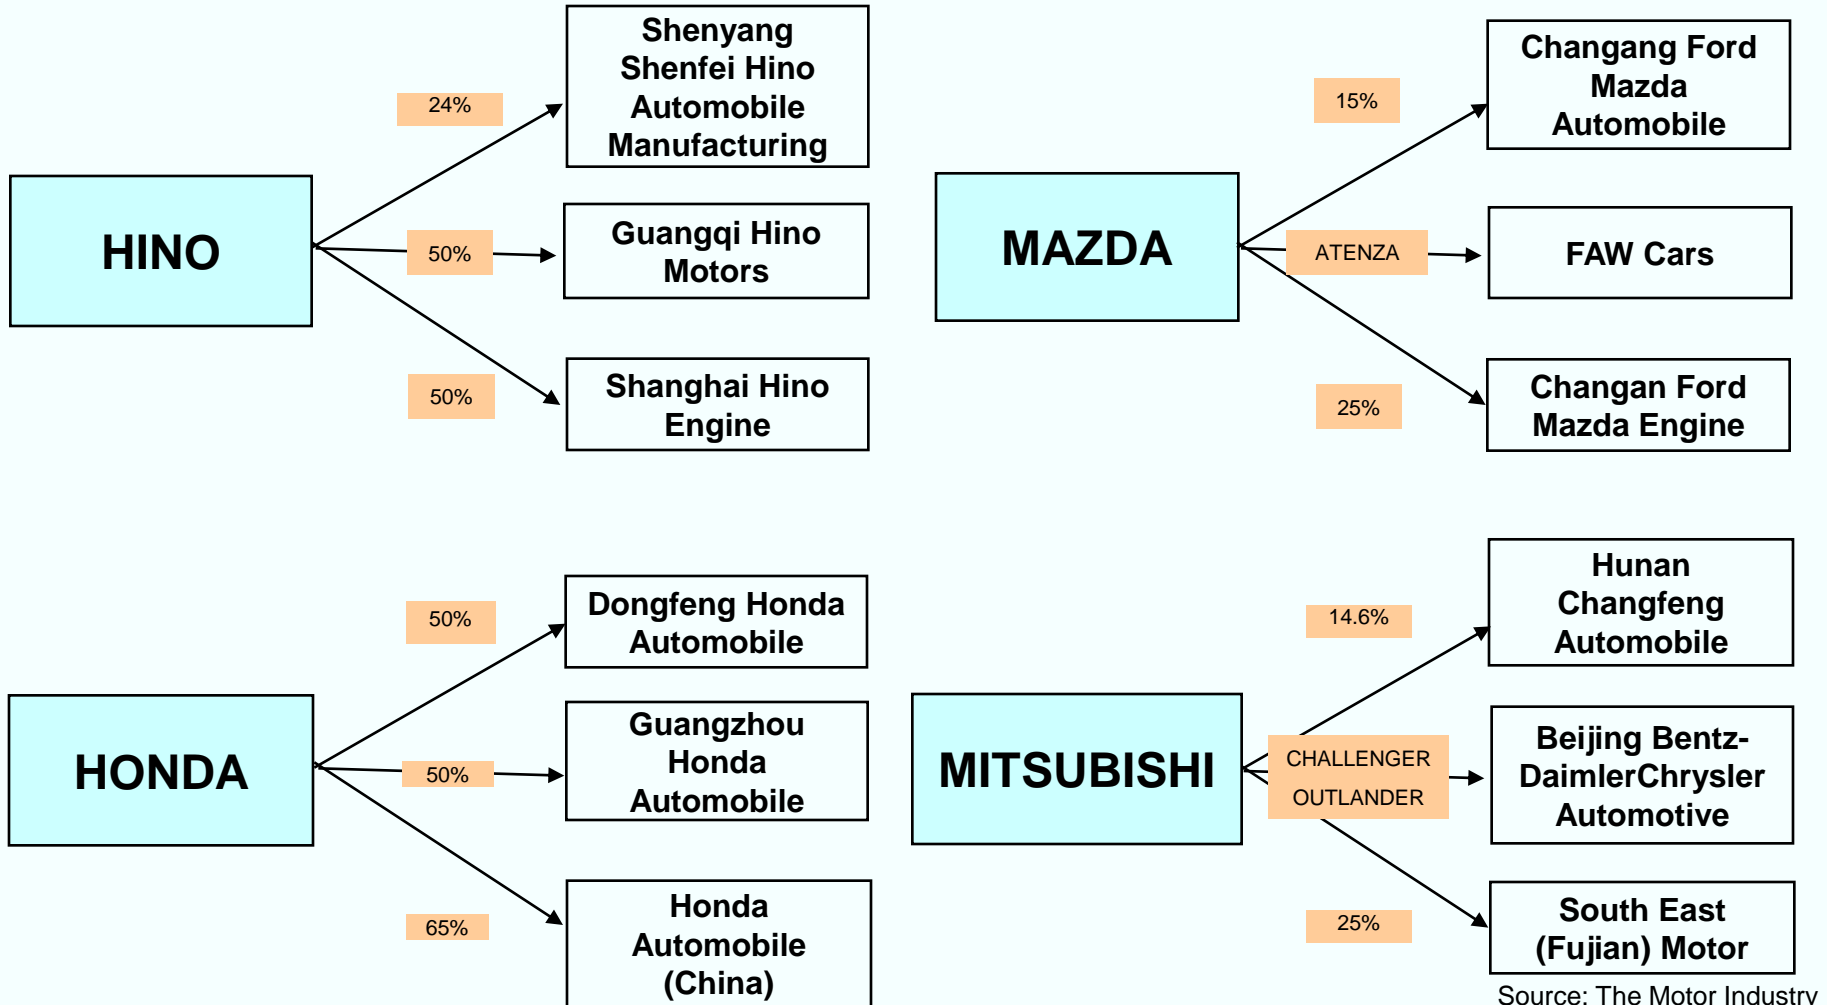 HINO
24%
Shenyang
Shenfei Hino
Automobile
Manufacturing
50%
Guangqi Hino
Motors
50%
Shanghai Hino
Engine
MAZDA
15%
Changang Ford
Mazda
Automobile
ATENZA
FAW Cars
25%
Changan Ford
Mazda Engine
HONDA
50%
Dongfeng Honda
Automobile
50%
Guangzhou
Honda
Automobile
65%
Honda
Automobile
(China)
MITSUBISHI
14.6%
Hunan
Changfeng
Automobile
CHALLENGER
OUTLANDER
Beijing Bentz-
DaimlerChrysler
Automotive
25%
South East
(Fujian) Motor
Source: The Motor Industry